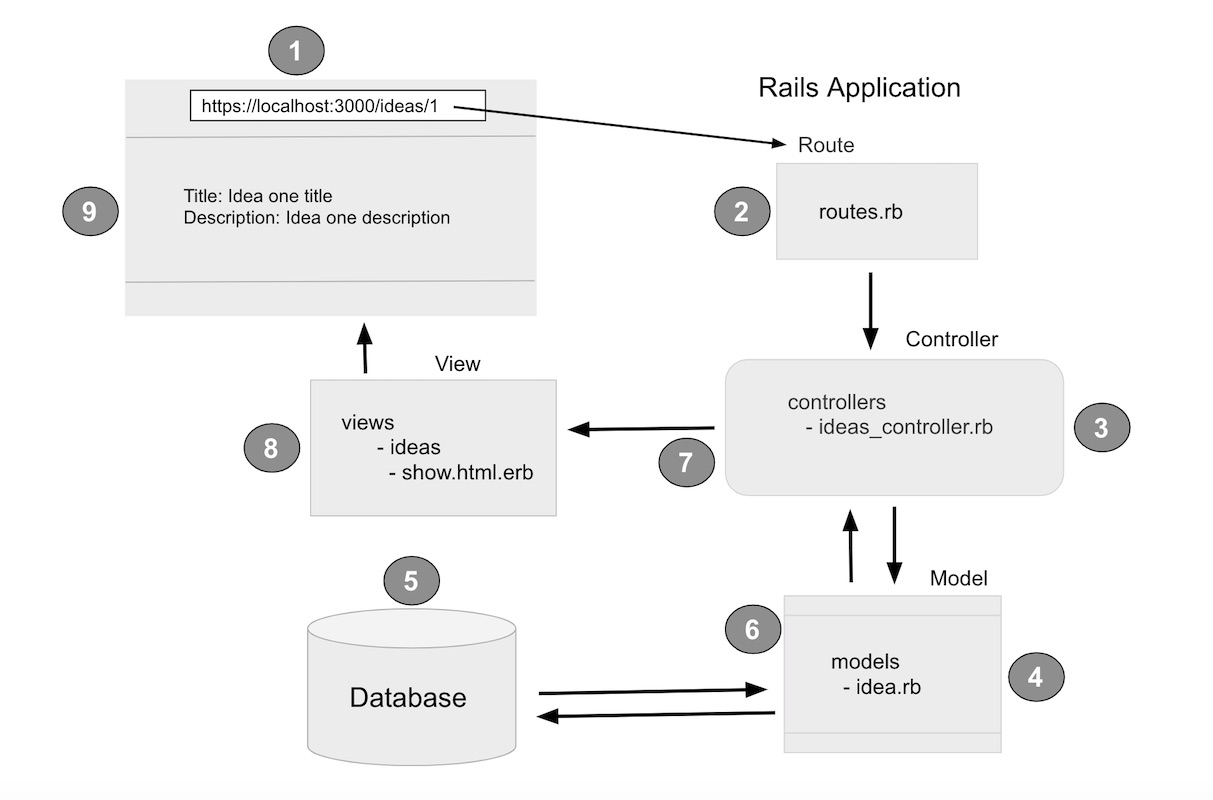 1
https://localhost:3000/ideas/1
Rails Application
Route
9
Title: Idea one title
Description: Idea one description
2
routes.rb
Controller
View
controllers
- ideas_controller.rb
3
8
views
- ideas
- show.html.erb
7
5
Model
6
models
- idea.rb
4
Database